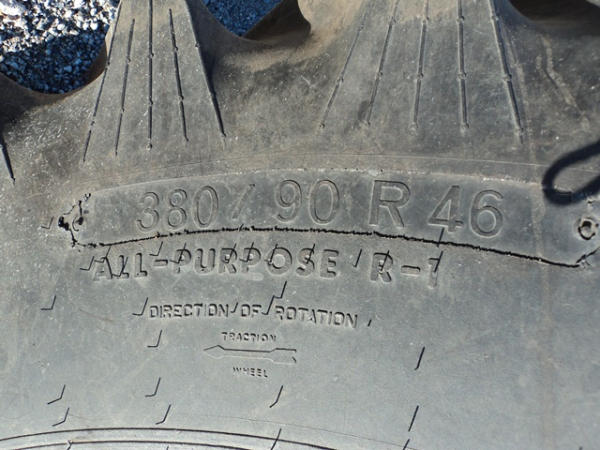 380 / 90 R 46
ALL-PURPOSE R-1
DIRECTION OF ROTATION
TRACTION
WHEEL